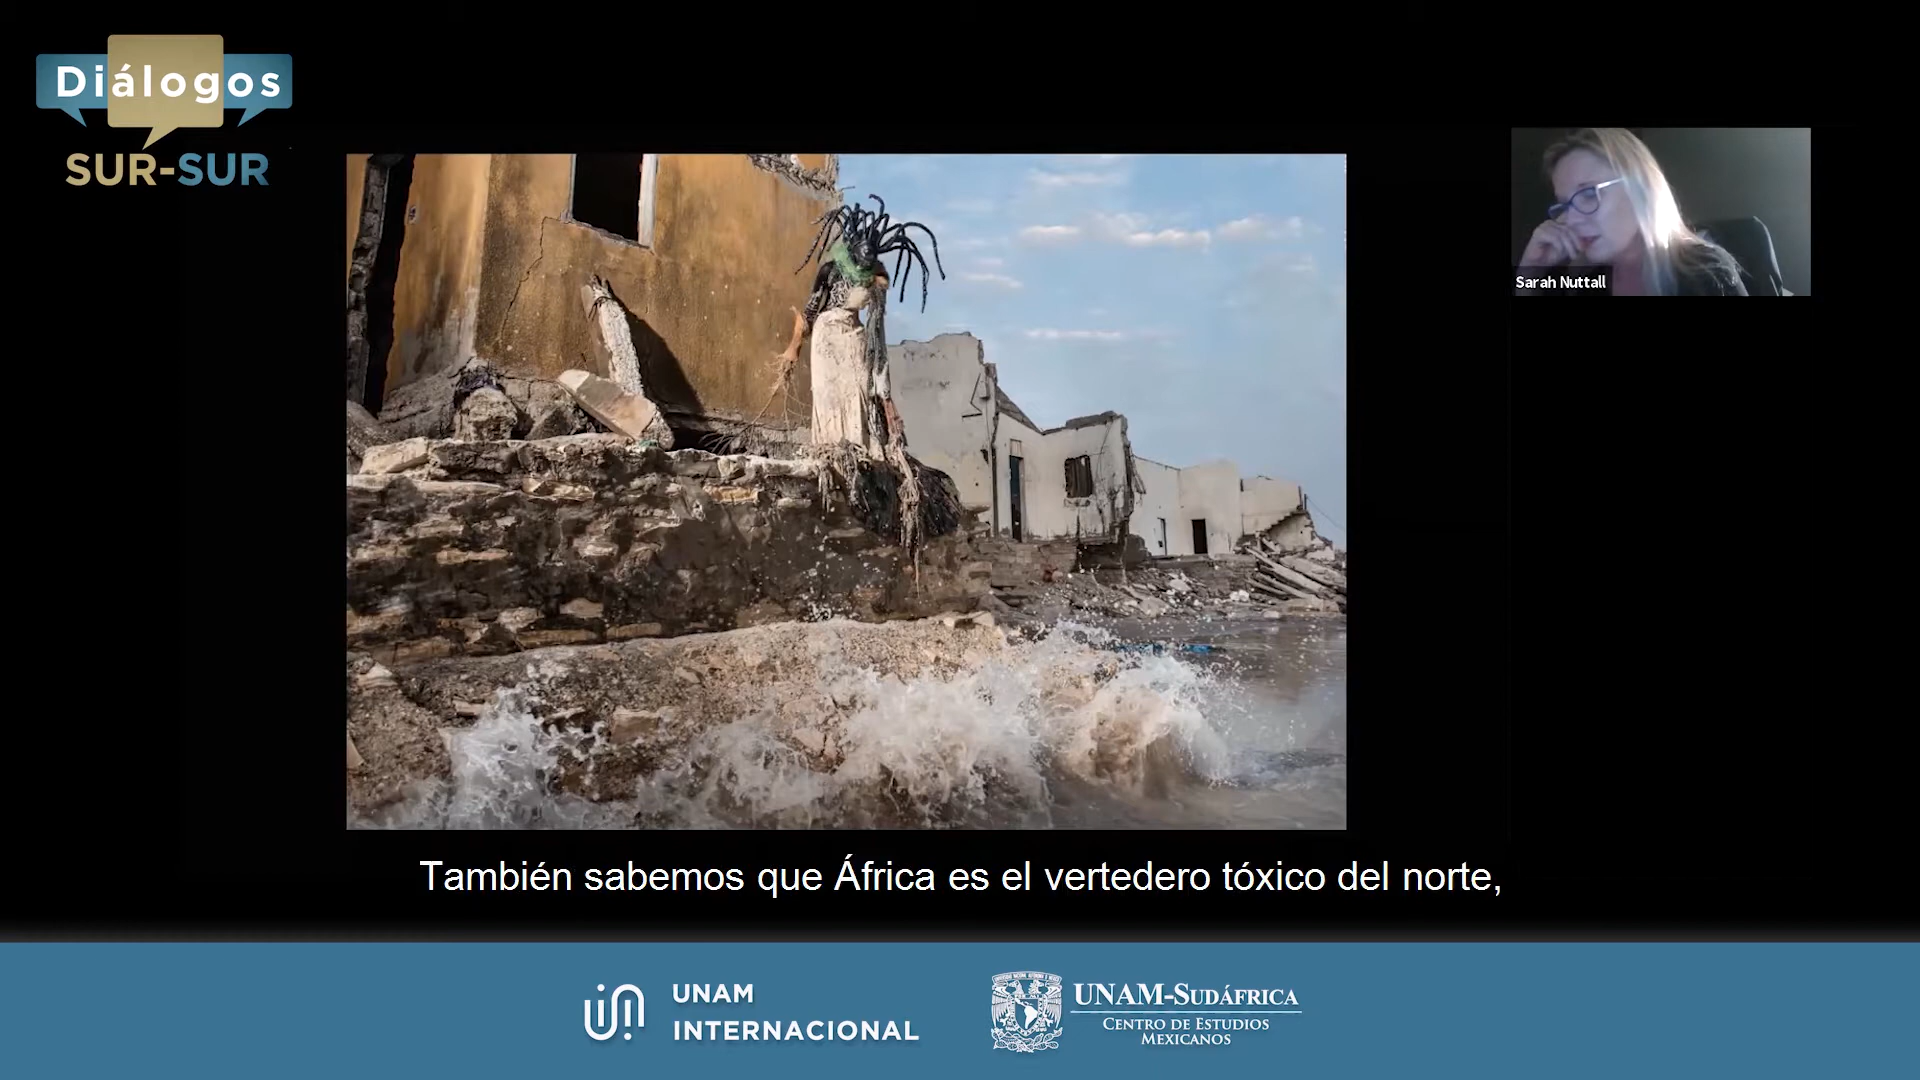 Diálogos
SUR-SUR
Sarah Nuttall
También sabemos que África es el vertedero tóxico del norte,
UNAM
INTERNACIONAL
UNAM-SUDÁFRICA
CENTRO DE ESTUDIOS
MEXICANOS